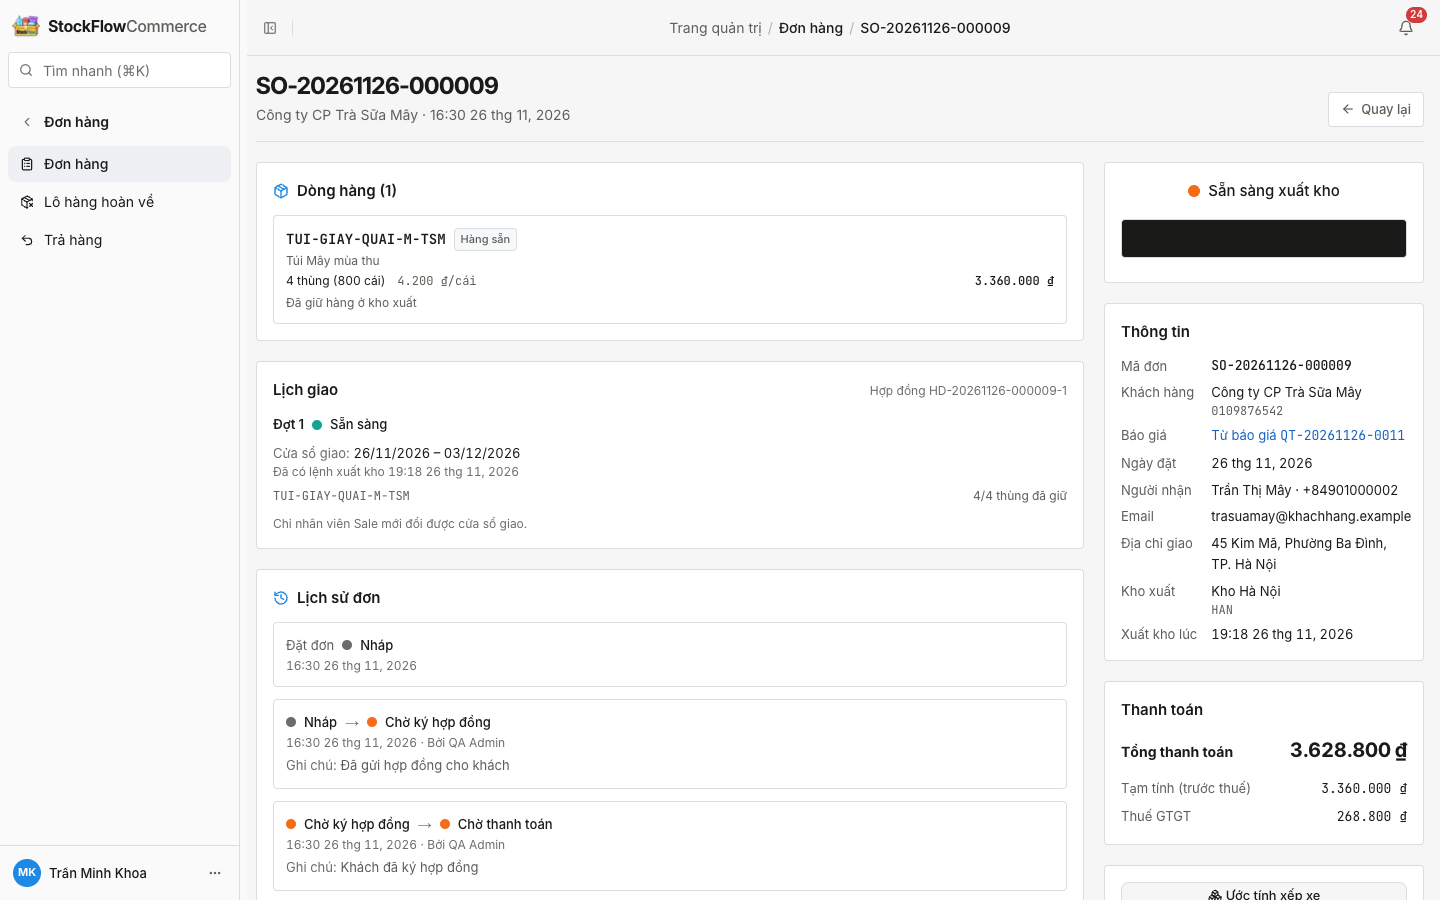 StockFlowCommerce
Tìm nhanh (⌘K)
Đơn hàng
Đơn hàng
Lô hàng hoàn về
Trả hàng
MK Trần Minh Khoa
Trang quản trị / Đơn hàng / SO-20261126-000009
24
SO-20261126-000009
Công ty CP Trà Sữa Mây · 16:30 26 thg 11, 2026
← Quay lại
Dòng hàng (1)
TUI-GIAY-QUAI-M-TSM Hàng sẵn
Túi Mây mùa thu
4 thùng (800 cái) 4.200 ₫/cái 3.360.000 ₫
Đã giữ hàng ở kho xuất
Lịch giao
Hợp đồng HD-20261126-000009-1
Đợt 1 Sẵn sàng
Cửa sổ giao: 26/11/2026 – 03/12/2026
Đã có lệnh xuất kho 19:18 26 thg 11, 2026
TUI-GIAY-QUAI-M-TSM 4/4 thùng đã giữ
Chỉ nhân viên Sale mới đổi được cửa sổ giao.
Lịch sử đơn
Đặt đơn Nháp
16:30 26 thg 11, 2026
Nháp → Chờ ký hợp đồng
16:30 26 thg 11, 2026 · Bởi QA Admin
Ghi chú: Đã gửi hợp đồng cho khách
Chờ ký hợp đồng → Chờ thanh toán
16:30 26 thg 11, 2026 · Bởi QA Admin
Ghi chú: Khách đã ký hợp đồng
Sẵn sàng xuất kho
Thông tin
Mã đơn SO-20261126-000009
Khách hàng Công ty CP Trà Sữa Mây
0109876542
Báo giá Từ báo giá QT-20261126-0011
Ngày đặt 26 thg 11, 2026
Người nhận Trần Thị Mây · +84901000002
Email trasuamay@khachhang.example
Địa chỉ giao 45 Kim Mã, Phường Ba Đình,
TP. Hà Nội
Kho xuất Kho Hà Nội
HAN
Xuất kho lúc 19:18 26 thg 11, 2026
Thanh toán
Tổng thanh toán 3.628.800 ₫
Tạm tính (trước thuế) 3.360.000 ₫
Thuế GTGT 268.800 ₫
Ước tính xếp xe